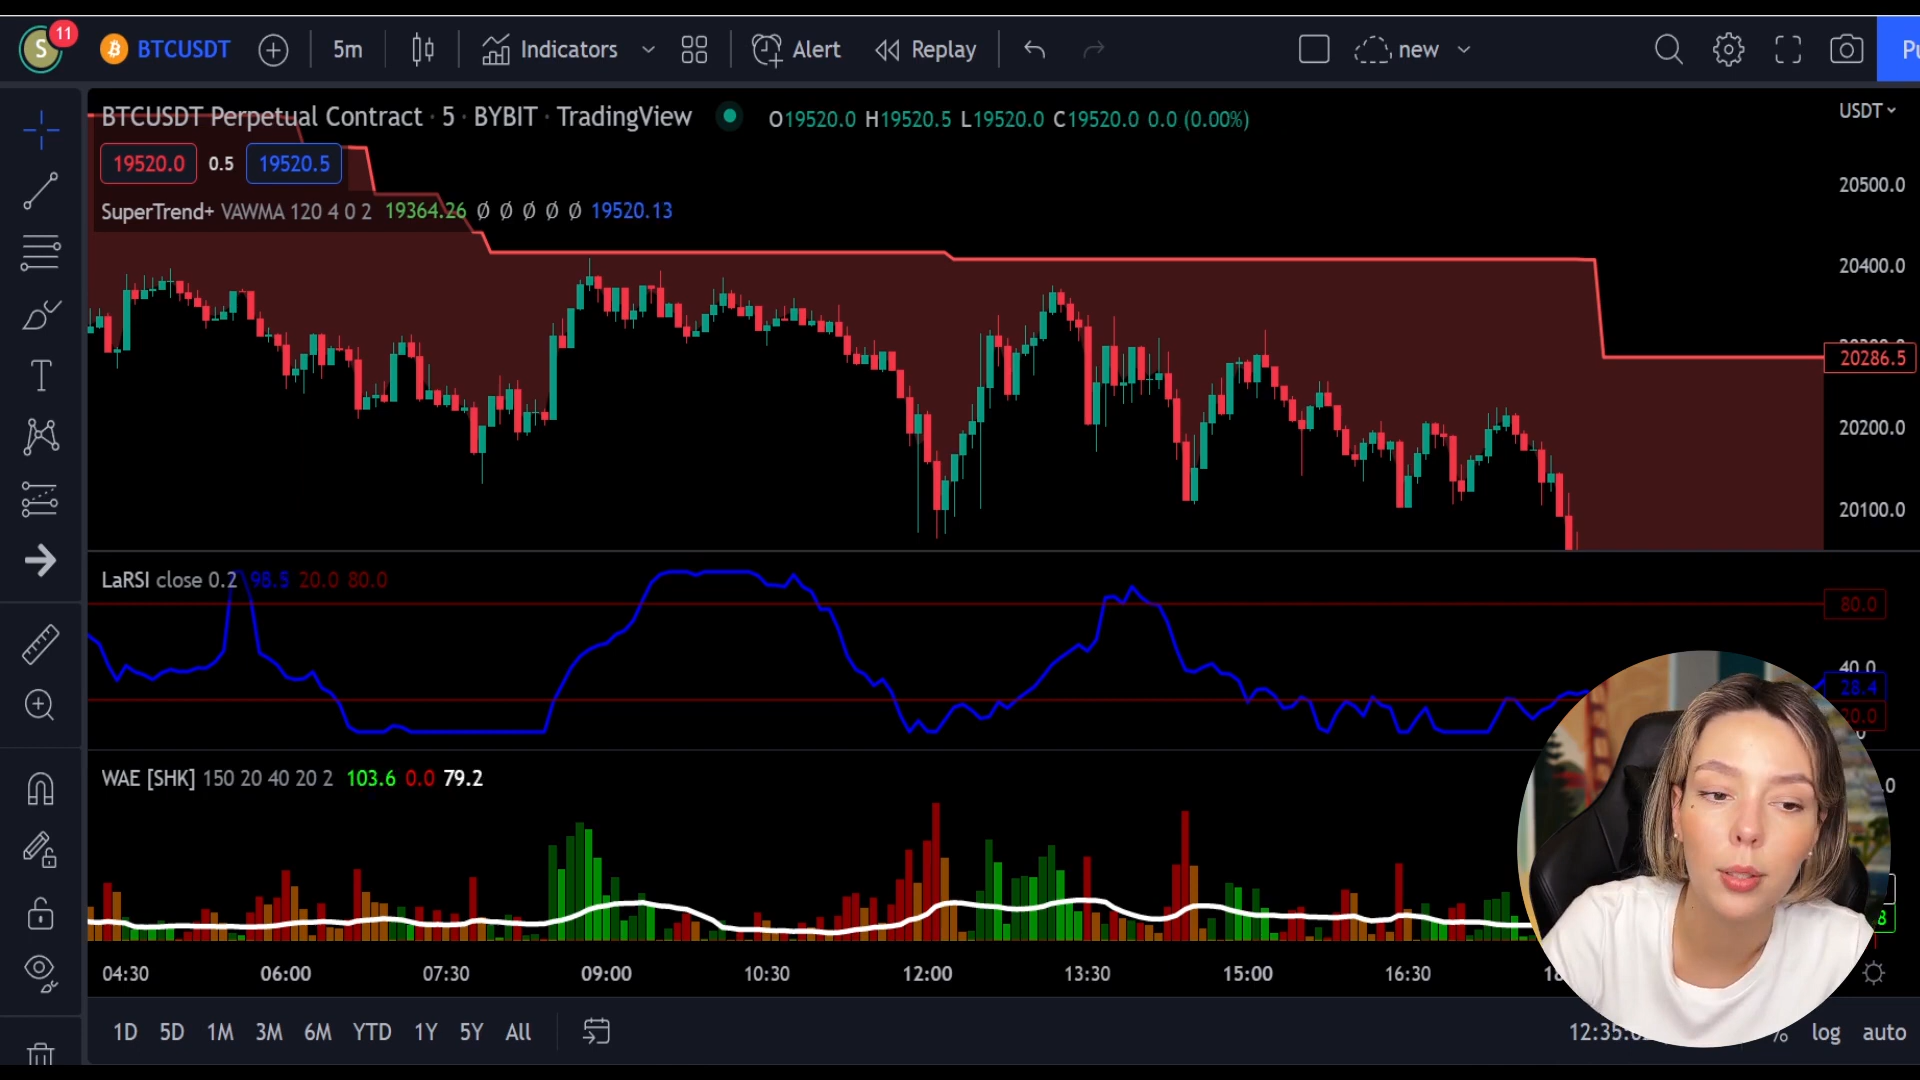 S 11 BTCUSDT 5m Indicators Alert Replay new Pu
BTCUSDT Perpetual Contract · 5 · BYBIT · TradingView O19520.0 H19520.5 L19520.0 C19520.0 0.0 (0.00%) USDT
19520.0 0.5 19520.5
20500.0
SuperTrend+ VAWMA 120 4 0 2 19364.26 Ø Ø Ø Ø Ø 19520.13
20400.0
20286.5
20200.0
20100.0
LaRSI close 0.2 98.5 20.0 80.0
80.0
40.0
28.4
WAE [SHK] 150 20 40 20 2 103.6 0.0 79.2
04:30 06:00 07:30 09:00 10:30 12:00 13:30 15:00 16:30
1D 5D 1M 3M 6M YTD 1Y 5Y All % log auto